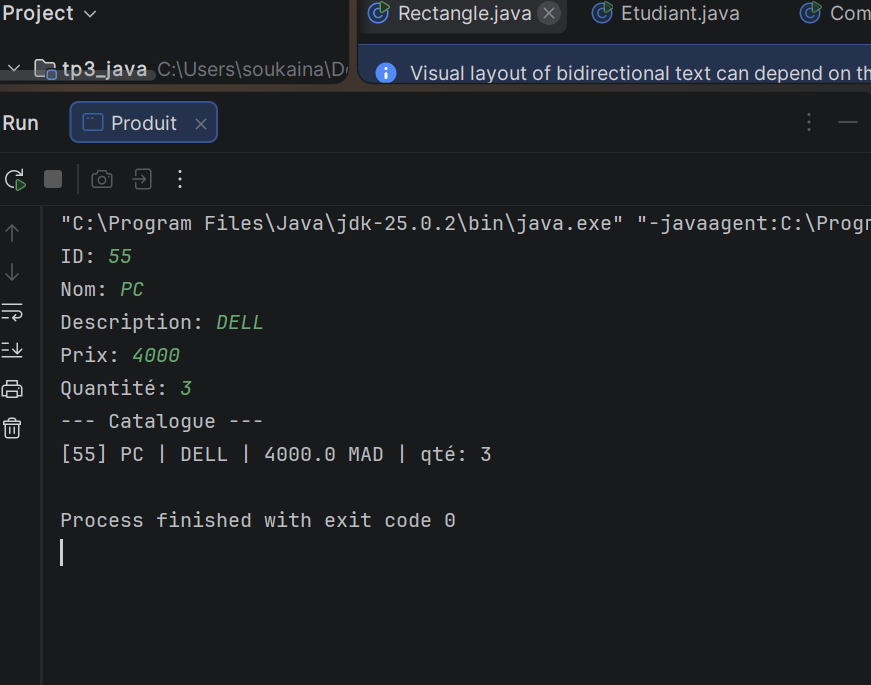 Project
Rectangle.java
Etudiant.java
tp3_java C:\Users\soukaina\
Visual layout of bidirectional text can depend on
Run
Produit
"C:\Program Files\Java\jdk-25.0.2\bin\java.exe" "-javaagent:C:\Progr
ID: 55
Nom: PC
Description: DELL
Prix: 4000
Quantité: 3
--- Catalogue ---
[55] PC | DELL | 4000.0 MAD | qté: 3
Process finished with exit code 0